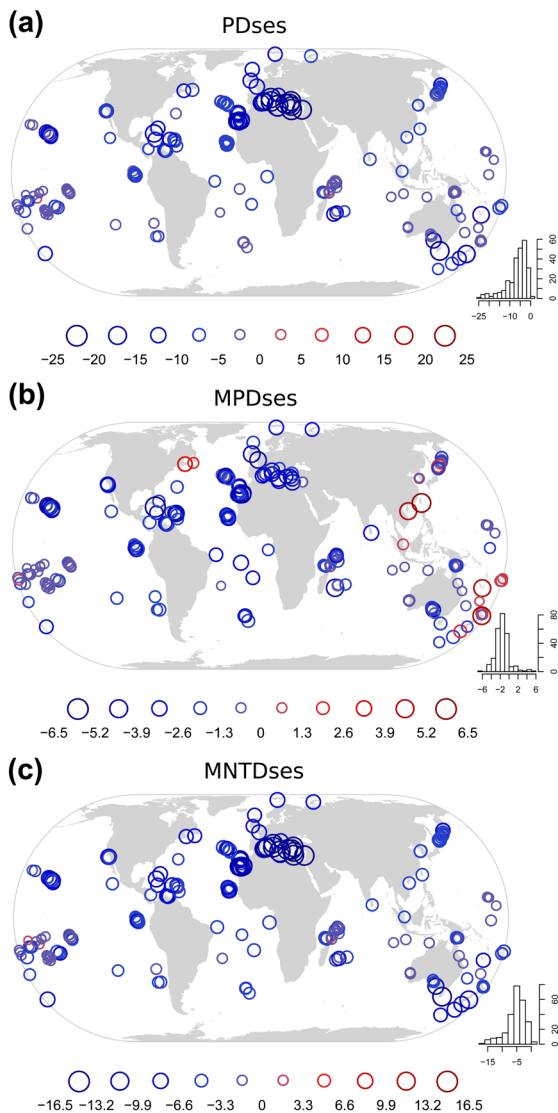 (a)
PDses
0 20 40 60
−25 −10 0
−25 −20 −15 −10 −5 0 5 10 15 20 25
(b)
MPDses
0 40 80
−6 −2 2 6
−6.5 −5.2 −3.9 −2.6 −1.3 0 1.3 2.6 3.9 5.2 6.5
(c)
MNTDses
0 20 40 60
−15 −5
−16.5 −13.2 −9.9 −6.6 −3.3 0 3.3 6.6 9.9 13.2 16.5